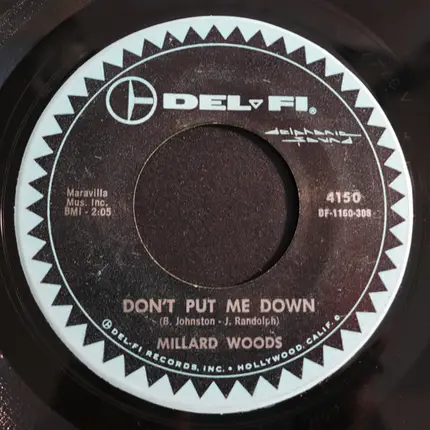 DEL-FI®
delphonic
sound
Maravilla
Mus. Inc.
BMI - 2:05
4150
DF-1160-308
DON'T PUT ME DOWN
(B. Johnston - J. Randolph)
MILLARD WOODS
DEL-FI RECORDS, INC. • HOLLYWOOD, CALIF.